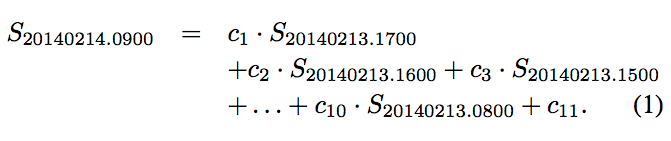 S_{20140214.0900} = c_1 · S_{20140213.1700}
+c_2 · S_{20140213.1600} + c_3 · S_{20140213.1500}
+ … + c_{10} · S_{20140213.0800} + c_{11}. (1)